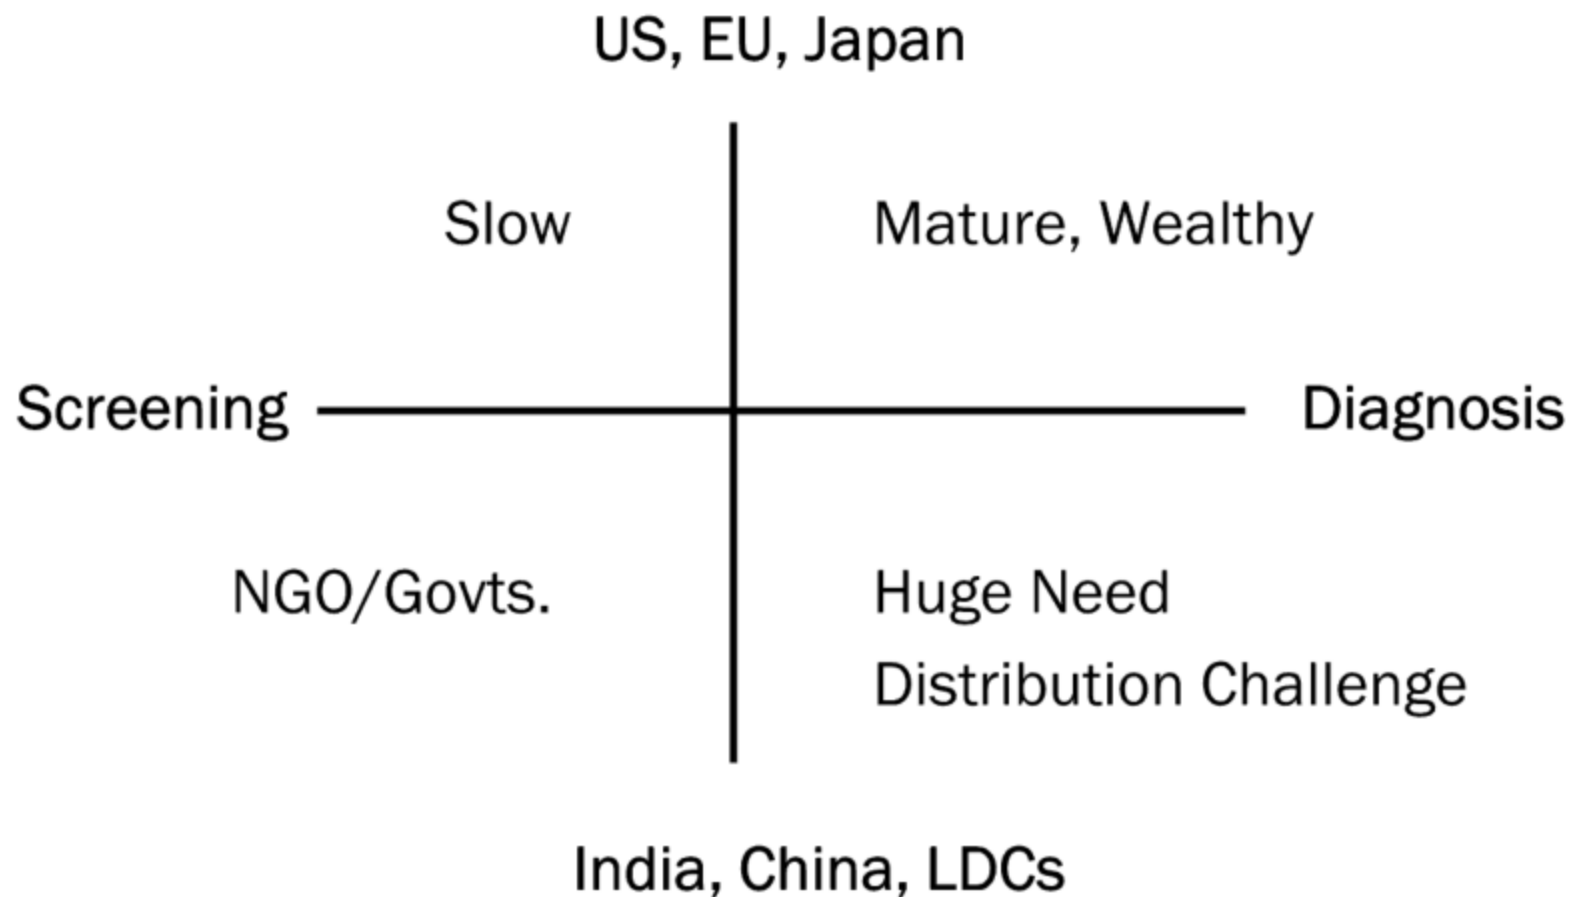 US, EU, Japan
Slow
Mature, Wealthy
Screening
Diagnosis
NGO/Govts.
Huge Need
Distribution Challenge
India, China, LDCs